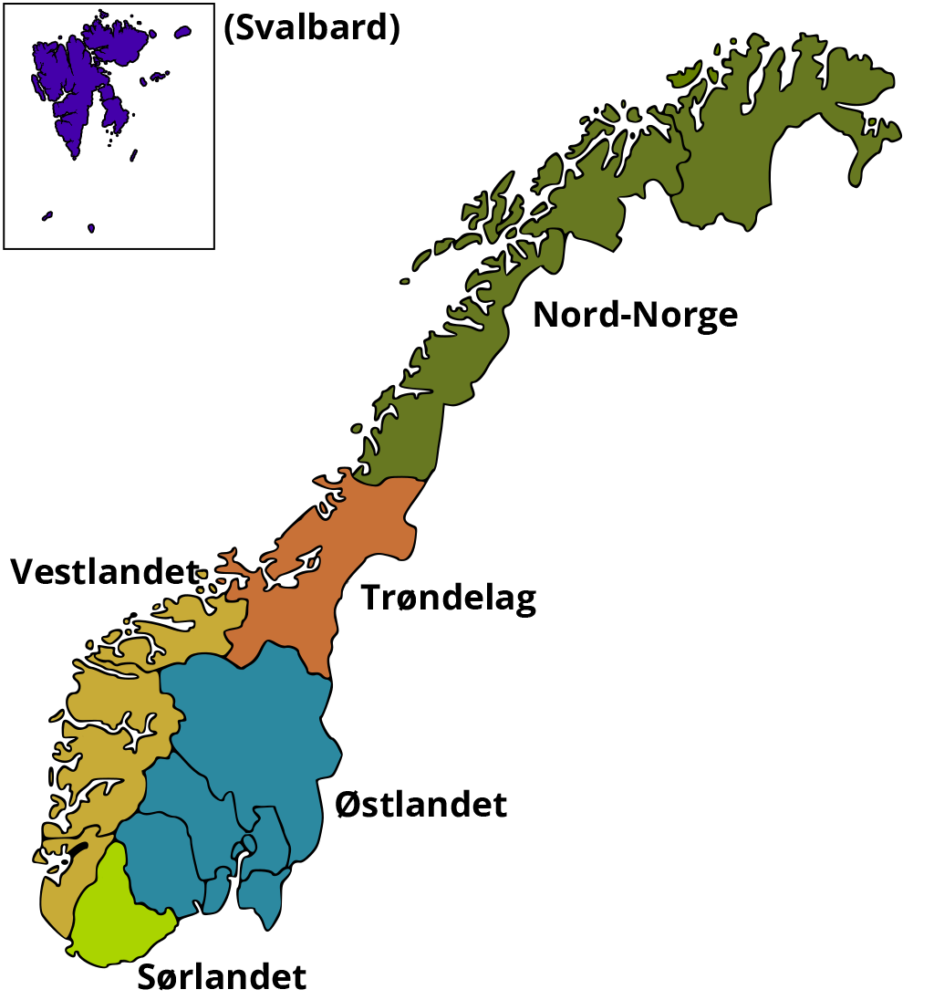 (Svalbard)
Nord-Norge
Vestlandet
Trøndelag
Østlandet
Sørlandet